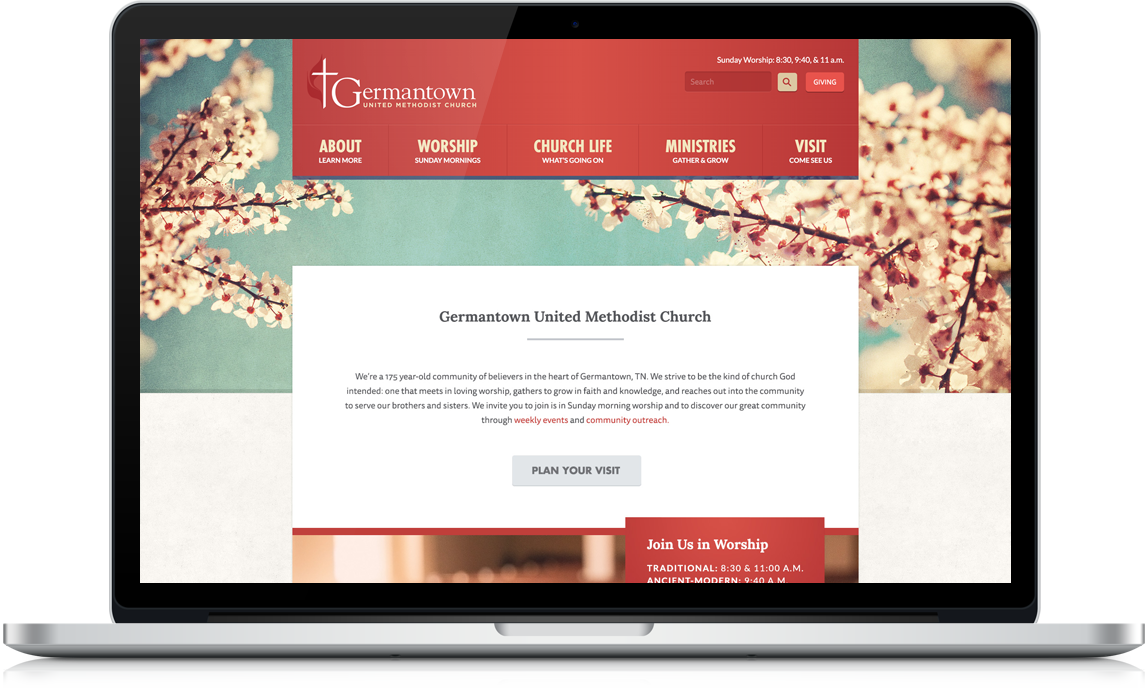 Germantown
UNITED METHODIST CHURCH
Sunday Worship: 8:30, 9:40, & 11 a.m.
Search
GIVING
ABOUT
LEARN MORE
WORSHIP
SUNDAY MORNINGS
CHURCH LIFE
WHAT'S GOING ON
MINISTRIES
GATHER & GROW
VISIT
COME SEE US
Germantown United Methodist Church
We're a 175 year-old community of believers in the heart of Germantown, TN. We strive to be the kind of church God
intended: one that meets in loving worship, gathers to grow in faith and knowledge, and reaches out into the community
to serve our brothers and sisters. We invite you to join is in Sunday morning worship and to discover our great community
through weekly events and community outreach.
PLAN YOUR VISIT
Join Us in Worship
TRADITIONAL: 8:30 & 11:00 A.M.
ANCIENT-MODERN: 9:40 A.M.